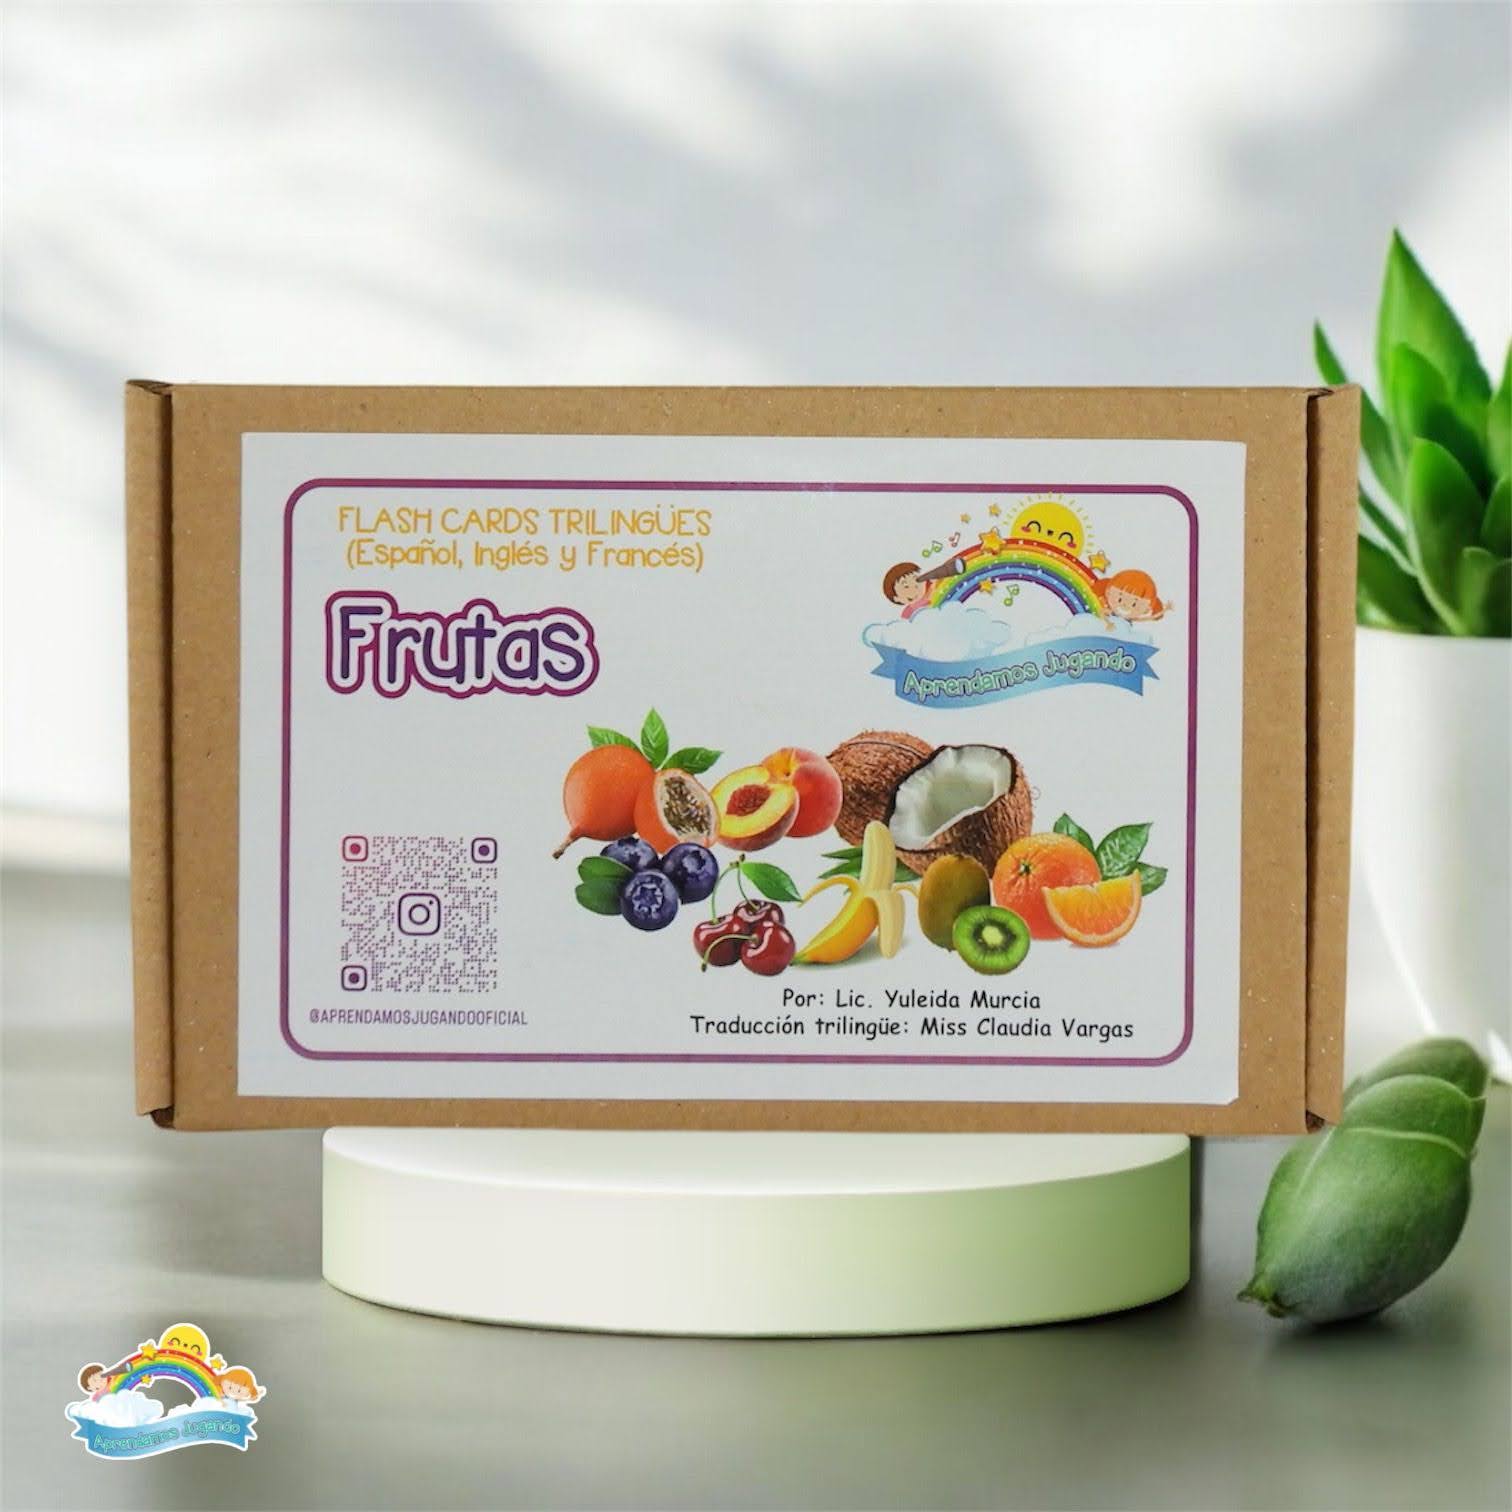 FLASH CARDS TRILINGÜES
(Español, Inglés y Francés)
Frutas
Aprendamos Jugando
@APRENDAMOSJUGANDOOFICIAL
Por: Lic. Yuleida Murcia
Traducción trilingüe: Miss Claudia Vargas
Aprendamos Jugando